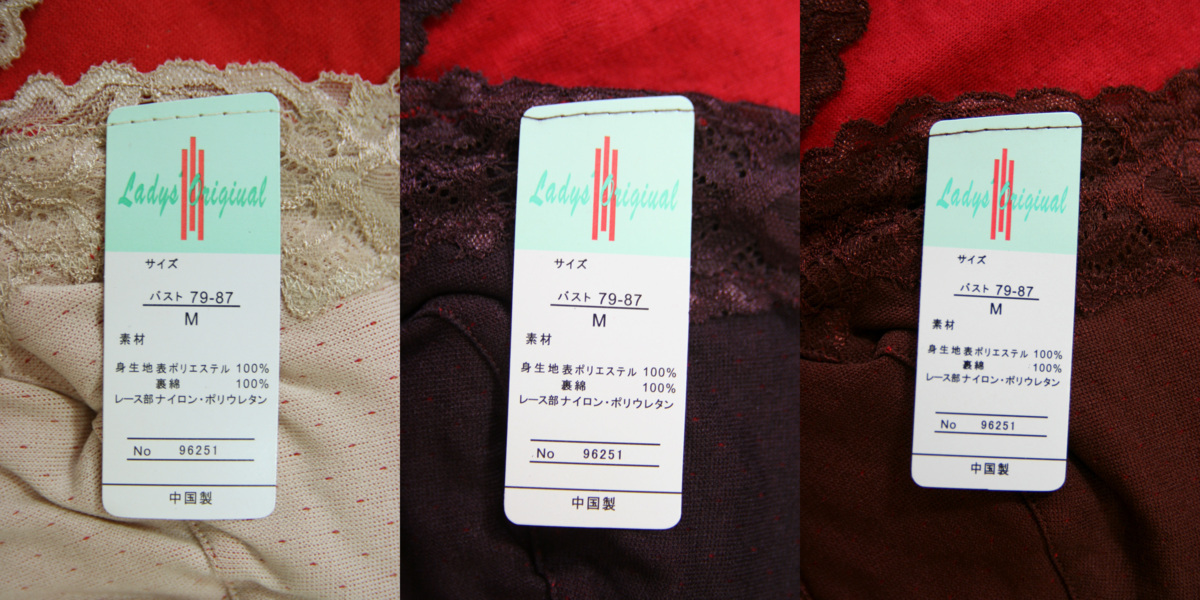 Ladys' Origiual
サイズ
バスト 79-87
M
素材
身生地表ポリエステル 100%
裏綿 100%
レース部ナイロン・ポリウレタン
No 96251
中国製
Ladys' Origiual
サイズ
バスト 79-87
M
素材
身生地表ポリエステル 100%
裏綿 100%
レース部ナイロン・ポリウレタン
No 96251
中国製
Ladys' Origiual
サイズ
バスト 79-87
M
素材
身生地表ポリエステル 100%
裏綿 100%
レース部ナイロン・ポリウレタン
No 96251
中国製